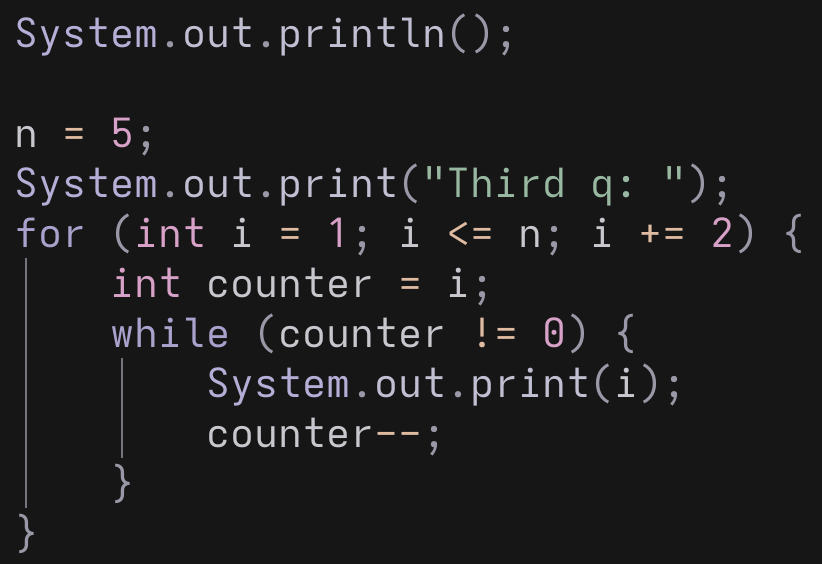 System.out.println();
n = 5;
System.out.print("Third q: ");
for (int i = 1; i <= n; i += 2) {
int counter = i;
while (counter != 0) {
System.out.print(i);
counter--;
}
}